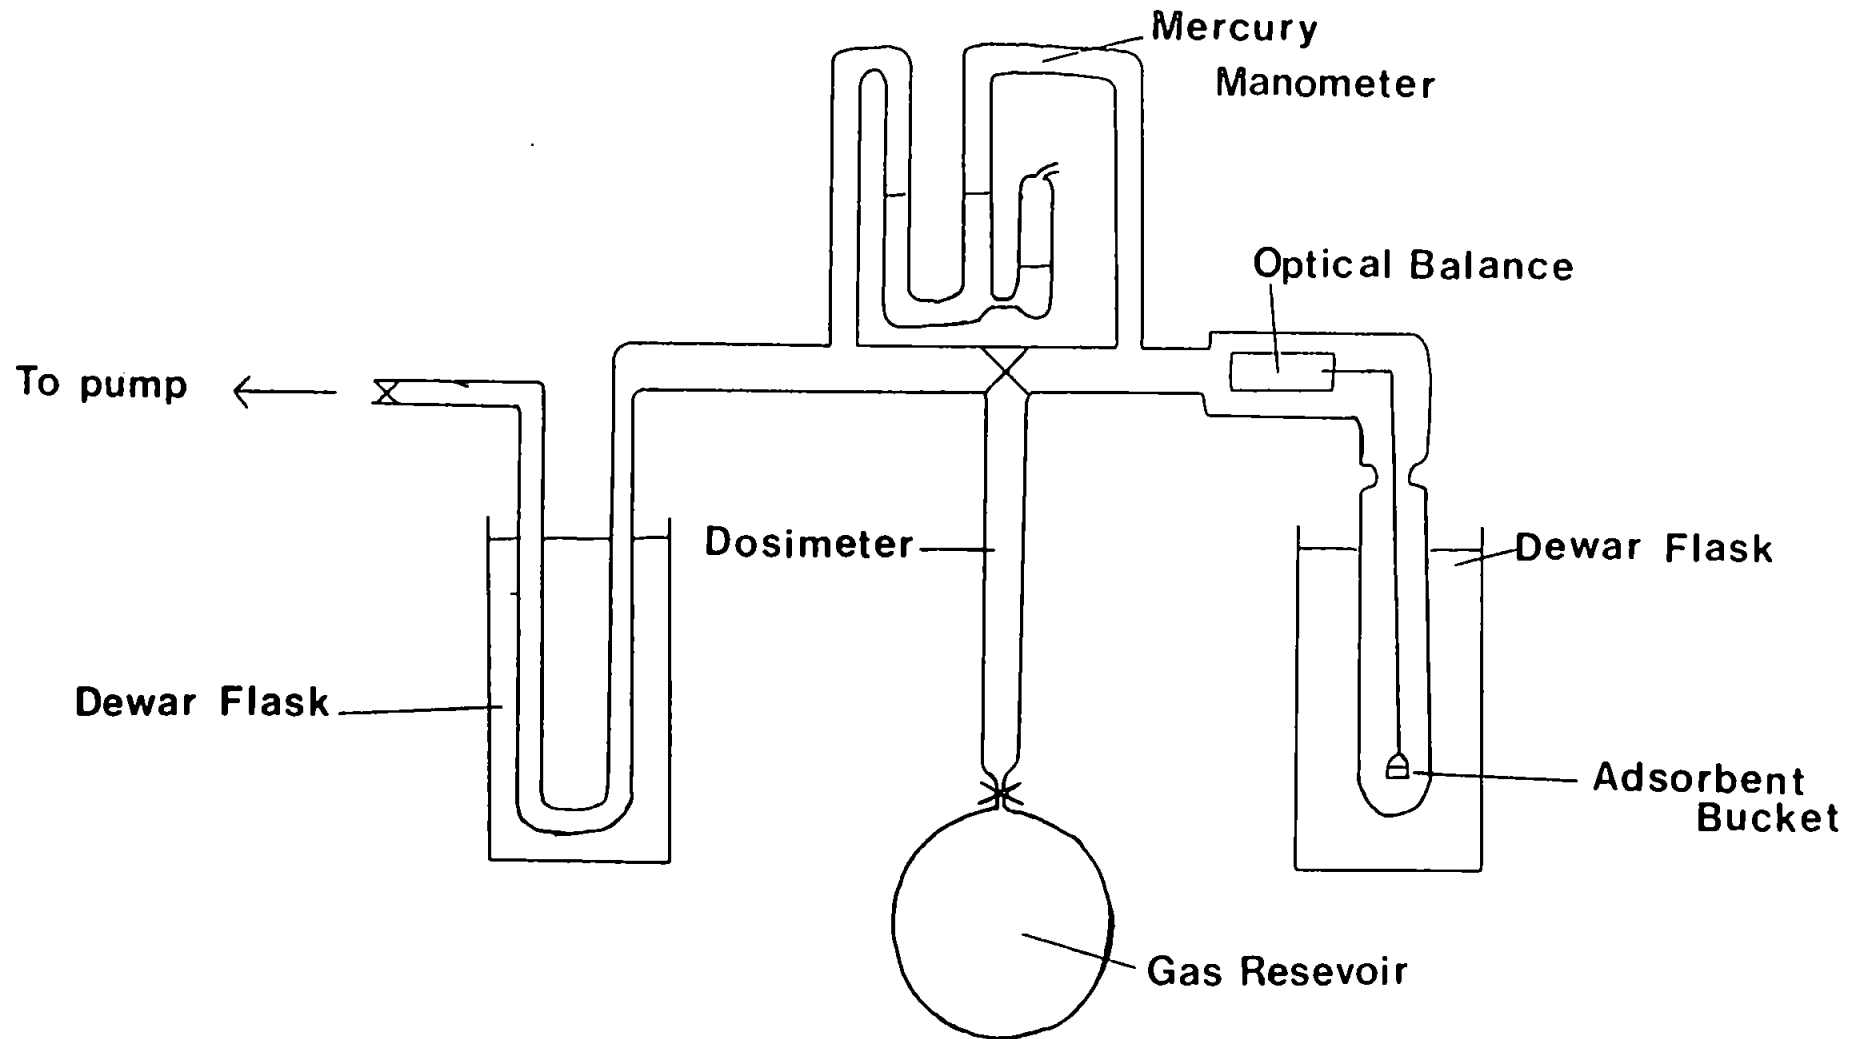 Mercury
Manometer
Optical Balance
To pump
Dosimeter
Dewar Flask
Dewar Flask
Adsorbent
Bucket
Gas Resevoir